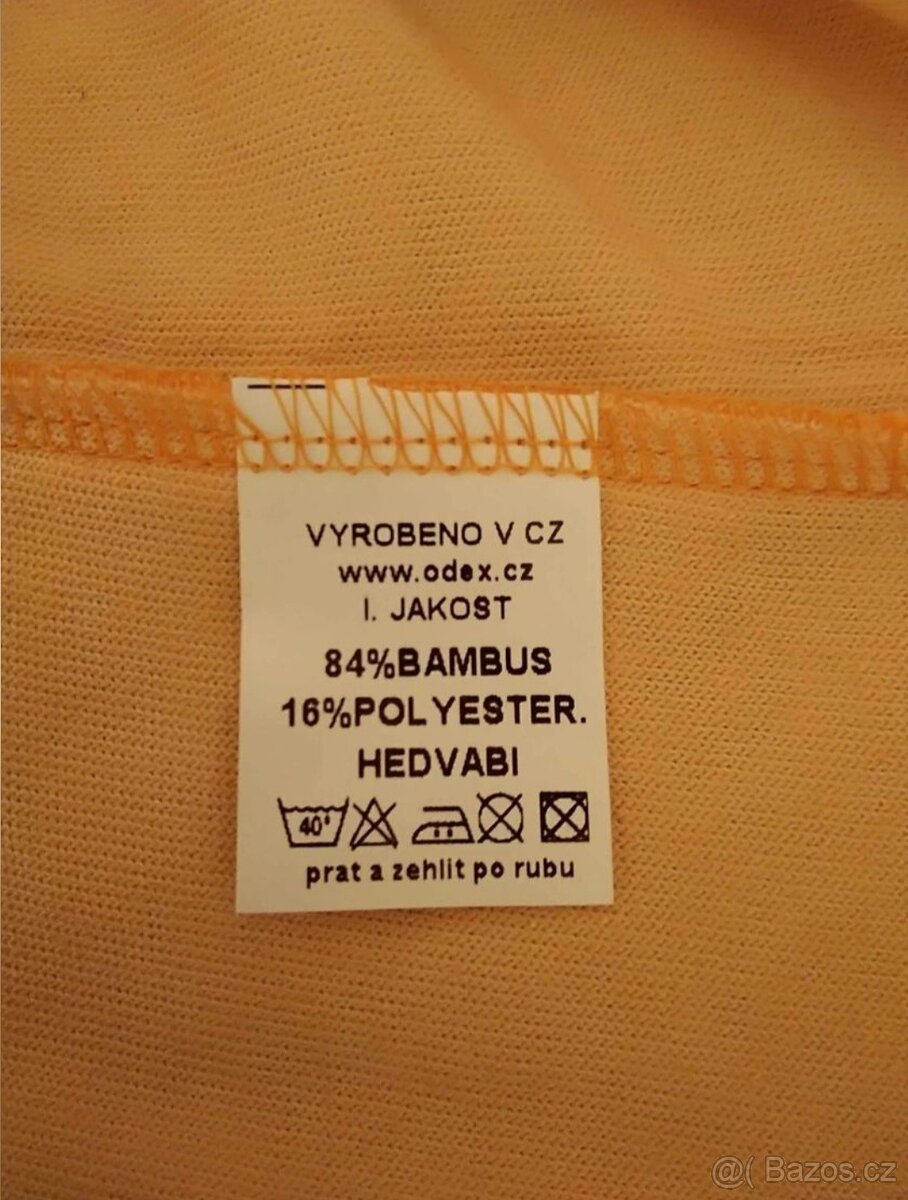 VYROBENO V CZ
www.odex.cz
I. JAKOST
84%BAMBUS
16%POLYESTER.
HEDVABI
40°
prat a zehlit po rubu
@( Bazos.cz